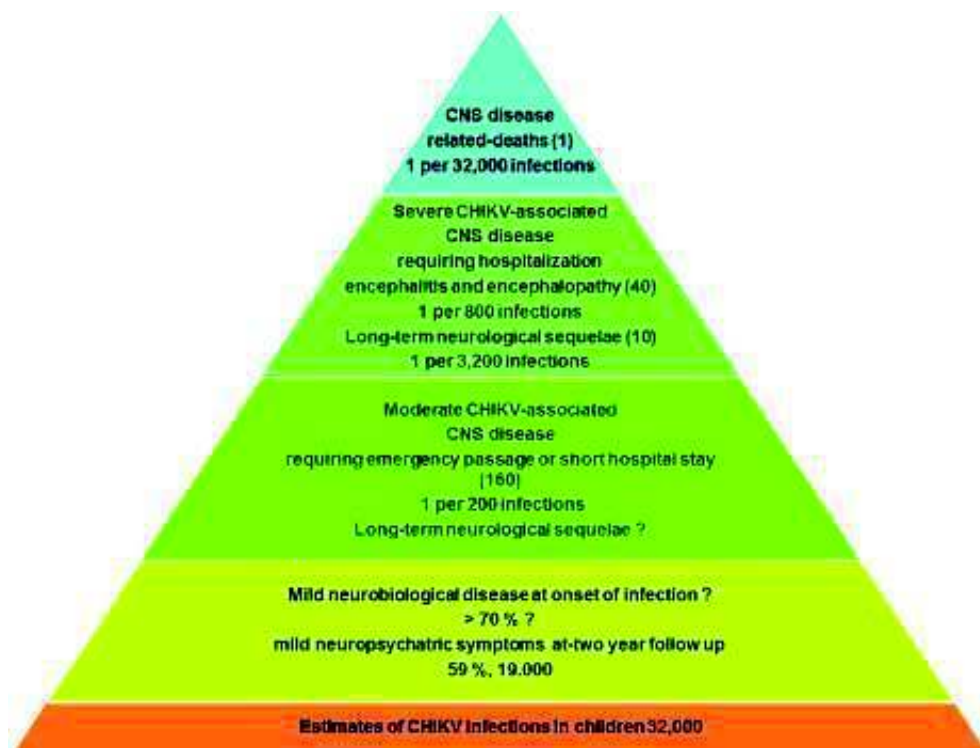 CNS disease
related-deaths (1)
1 per 32,000 infections
Severe CHIKV-associated
CNS disease
requiring hospitalization
encephalitis and encephalopathy (40)
1 per 800 infections
Long-term neurological sequelae (10)
1 per 3,200 infections
Moderate CHIKV-associated
CNS disease
requiring emergency passage or short hospital stay
(160)
1 per 200 infections
Long-term neurological sequelae ?
Mild neurobiological disease at onset of infection ?
> 70 % ?
mild neuropsychatric symptoms at-two year follow up
59 %, 19.000
Estimates of CHIKV infections in children 32,000